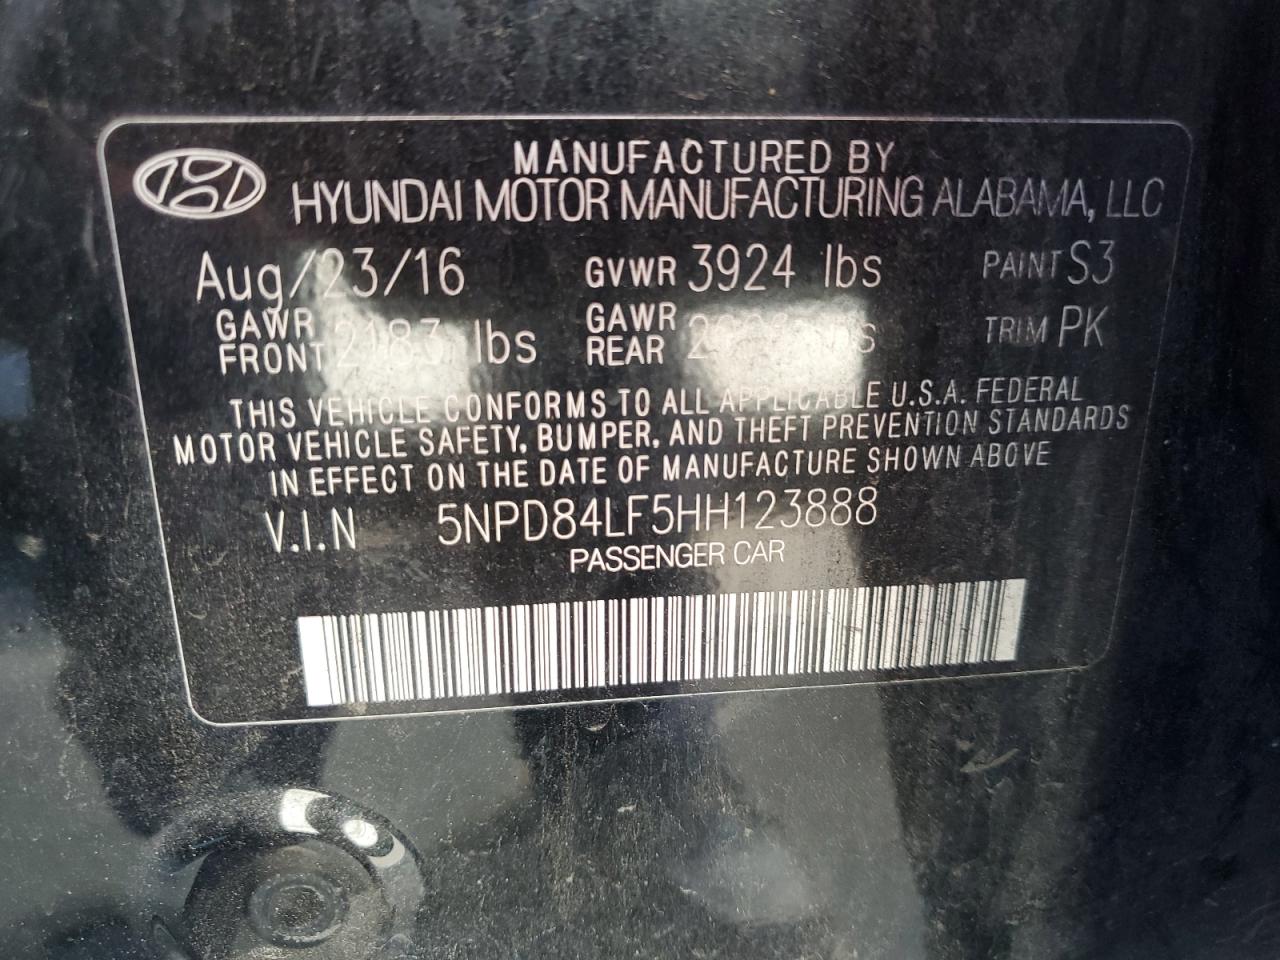 MANUFACTURED BY
HYUNDAI MOTOR MANUFACTURING ALABAMA, LLC
Aug/23/16 GVWR 3924 lbs PAINT S3
GAWR FRONT 2183 lbs GAWR REAR TRIM PK
THIS VEHICLE CONFORMS TO ALL APPLICABLE U.S.A. FEDERAL
MOTOR VEHICLE SAFETY, BUMPER, AND THEFT PREVENTION STANDARDS
IN EFFECT ON THE DATE OF MANUFACTURE SHOWN ABOVE
V.I.N 5NPD84LF5HH123888
PASSENGER CAR